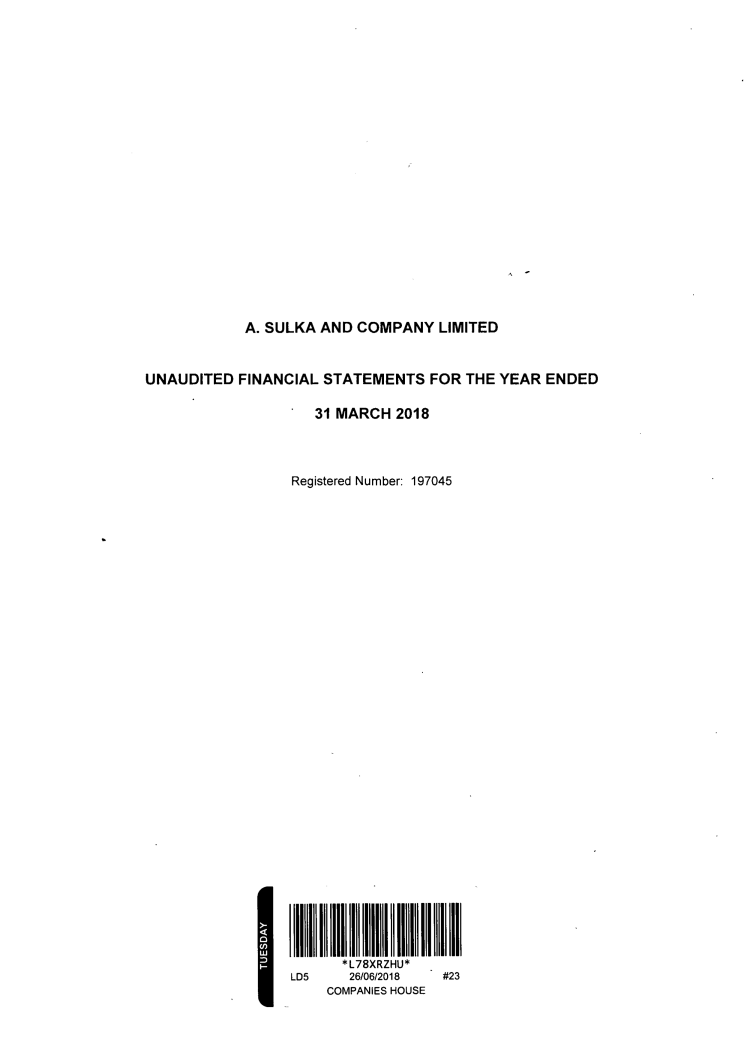 A. SULKA AND COMPANY LIMITED
UNAUDITED FINANCIAL STATEMENTS FOR THE YEAR ENDED
31 MARCH 2018
Registered Number: 197045
TUESDAY
*L78XRZHU*
LD5 26/06/2018 #23
COMPANIES HOUSE